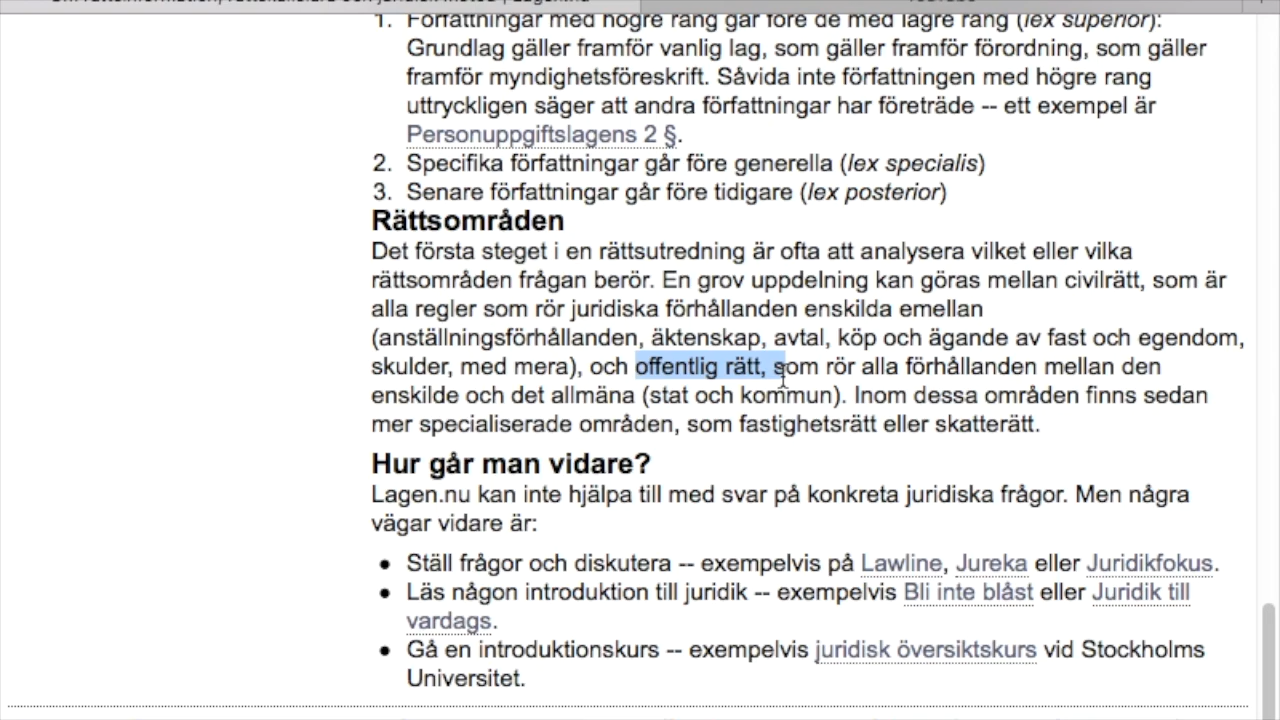 1. Författningar med högre rang går före de med lägre rang (lex superior):
Grundlag gäller framför vanlig lag, som gäller framför förordning, som gäller
framför myndighetsföreskrift. Såvida inte författningen med högre rang
uttryckligen säger att andra författningar har företräde -- ett exempel är
Personuppgiftslagens 2 §.
2. Specifika författningar går före generella (lex specialis)
3. Senare författningar går före tidigare (lex posterior)
Rättsområden
Det första steget i en rättsutredning är ofta att analysera vilket eller vilka
rättsområden frågan berör. En grov uppdelning kan göras mellan civilrätt, som är
alla regler som rör juridiska förhållanden enskilda emellan
(anställningsförhållanden, äktenskap, avtal, köp och ägande av fast och egendom,
skulder, med mera), och offentlig rätt, som rör alla förhållanden mellan den
enskilde och det allmäna (stat och kommun). Inom dessa områden finns sedan
mer specialiserade områden, som fastighetsrätt eller skatterätt.
Hur går man vidare?
Lagen.nu kan inte hjälpa till med svar på konkreta juridiska frågor. Men några
vägar vidare är:
• Ställ frågor och diskutera -- exempelvis på Lawline, Jureka eller Juridikfokus.
• Läs någon introduktion till juridik -- exempelvis Bli inte blåst eller Juridik till
vardags.
• Gå en introduktionskurs -- exempelvis juridisk översiktskurs vid Stockholms
Universitet.